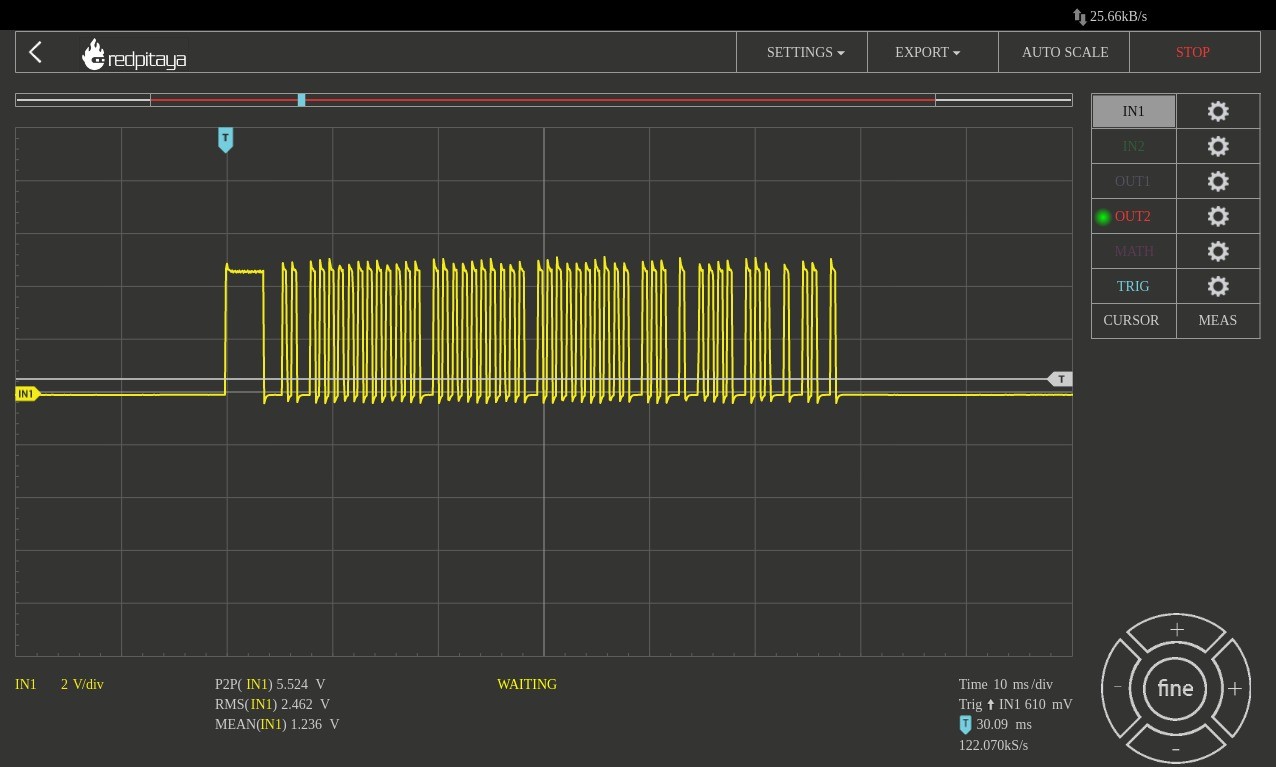 25.66kB/s
redpitaya SETTINGS EXPORT AUTO SCALE STOP
IN1
IN2
OUT1
OUT2
MATH
TRIG
CURSOR MEAS
T
T
IN1
IN1 2 V/div
P2P( IN1) 5.524 V
RMS(IN1) 2.462 V
MEAN(IN1) 1.236 V
WAITING
Time 10 ms/div
Trig IN1 610 mV
T 30.09 ms
122.070kS/s
+
- fine +
-